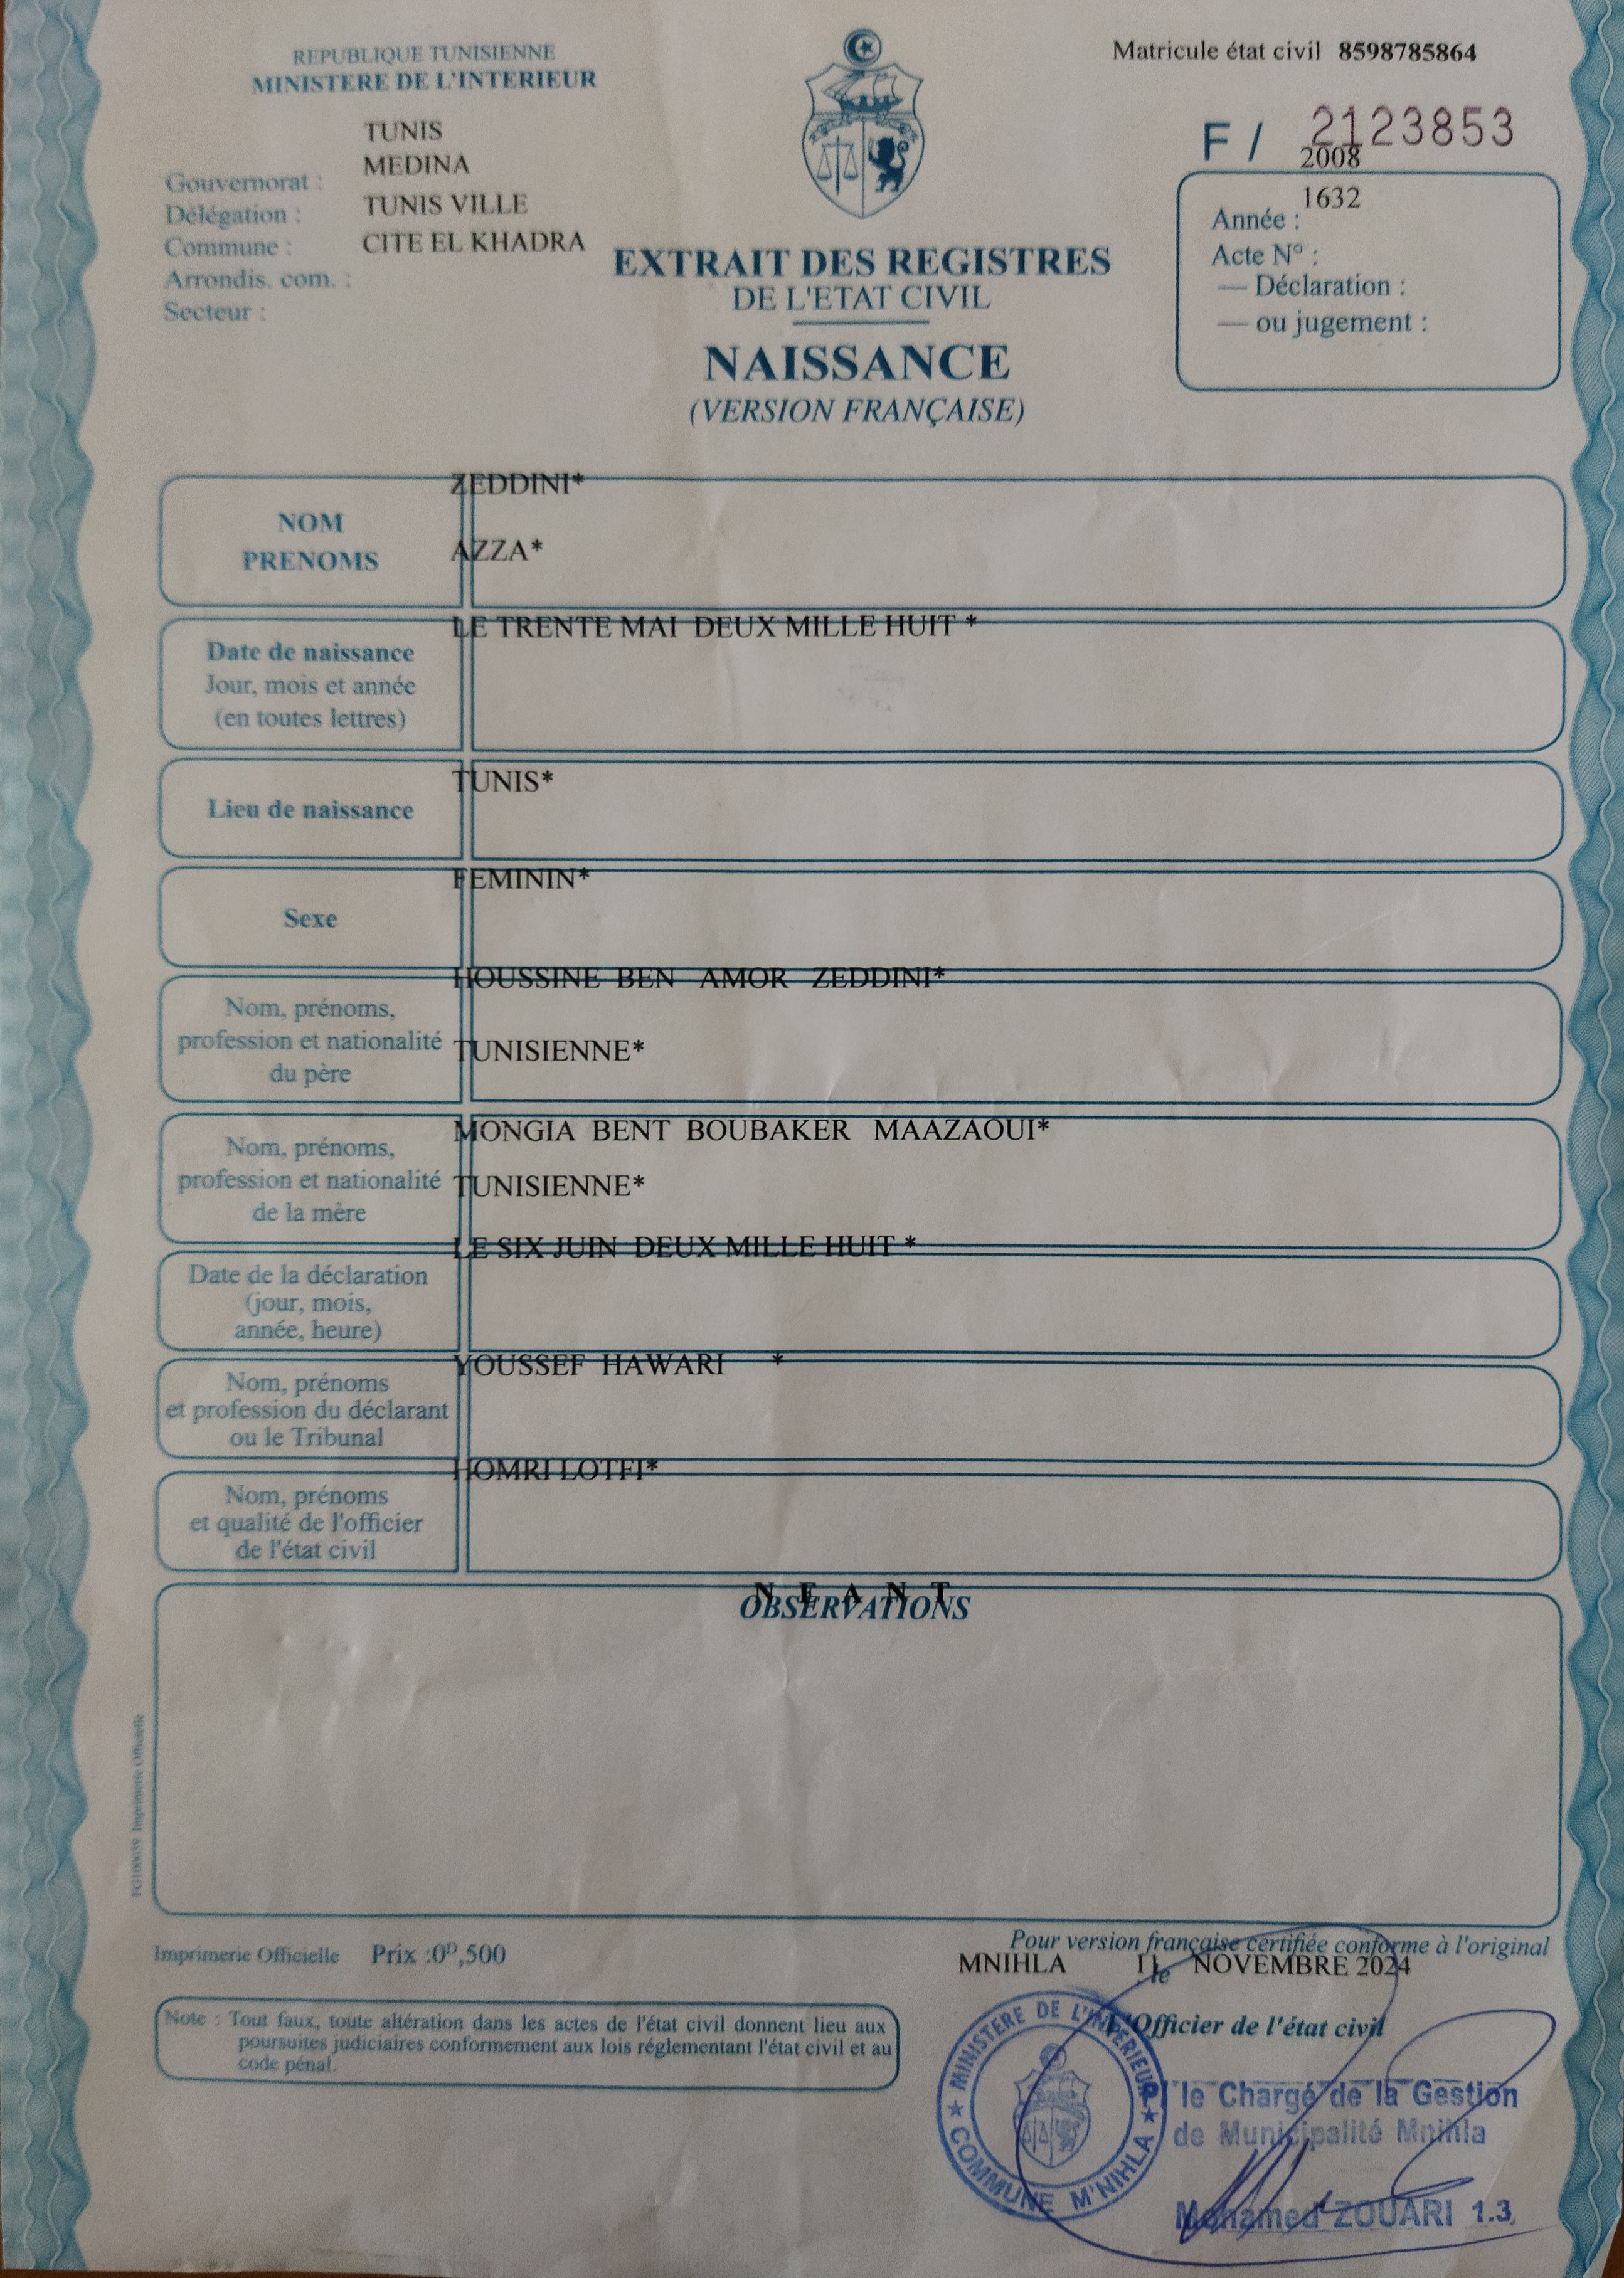 REPUBLIQUE TUNISIENNE
MINISTERE DE L'INTERIEUR
Matricule état civil 8598785864
F / 2123853
TUNIS
MEDINA
TUNIS VILLE
CITE EL KHADRA
Gouvernorat :
Délégation :
Commune :
Arrondis. com. :
Secteur :
2008
1632
Année :
Acte N° :
— Déclaration :
— ou jugement :
EXTRAIT DES REGISTRES
DE L'ETAT CIVIL
NAISSANCE
(VERSION FRANÇAISE)
NOM
PRENOMS
ZEDDINI*
AZZA*
Date de naissance
Jour, mois et année
(en toutes lettres)
LE TRENTE MAI DEUX MILLE HUIT *
Lieu de naissance
TUNIS*
Sexe
FEMININ*
Nom, prénoms,
profession et nationalité
du père
HOUSSINE BEN AMOR ZEDDINI*
TUNISIENNE*
Nom, prénoms,
profession et nationalité
de la mère
MONGIA BENT BOUBAKER MAAZAOUI*
TUNISIENNE*
Date de la déclaration
(jour, mois,
année, heure)
LE SIX JUIN DEUX MILLE HUIT *
Nom, prénoms
et profession du déclarant
ou le Tribunal
YOUSSEF HAWARI *
Nom, prénoms
et qualité de l'officier
de l'état civil
HOMRI LOTFI*
N E A N T
OBSERVATIONS
Imprimerie Officielle
Imprimerie Officielle Prix :0ᴰ,500
Pour version française certifiée conforme à l'original
MNIHLA 11 le NOVEMBRE 2024
L'Officier de l'état civil
Note : Tout faux, toute altération dans les actes de l'état civil donnent lieu aux
poursuites judiciaires conformement aux lois réglementant l'état civil et au
code pénal.
★ MINISTERE DE L'INTERIEUR ★
COMMUNE M'NIHLA
P/ le Chargé de la Gestion
de Municipalité Mnihla
Mohamed ZOUARI 1.3